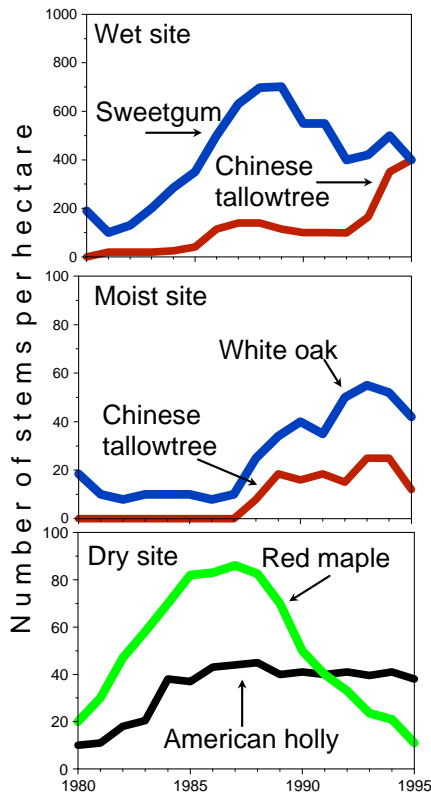 Number of stems per hectare
1000
Wet site
800
Sweetgum
600
Chinese
tallowtree
400
200
0
100
Moist site
80
White oak
60
Chinese
tallowtree
40
20
0
100
Dry site
Red maple
80
60
40
20
American holly
0
1980
1985
1990
1995